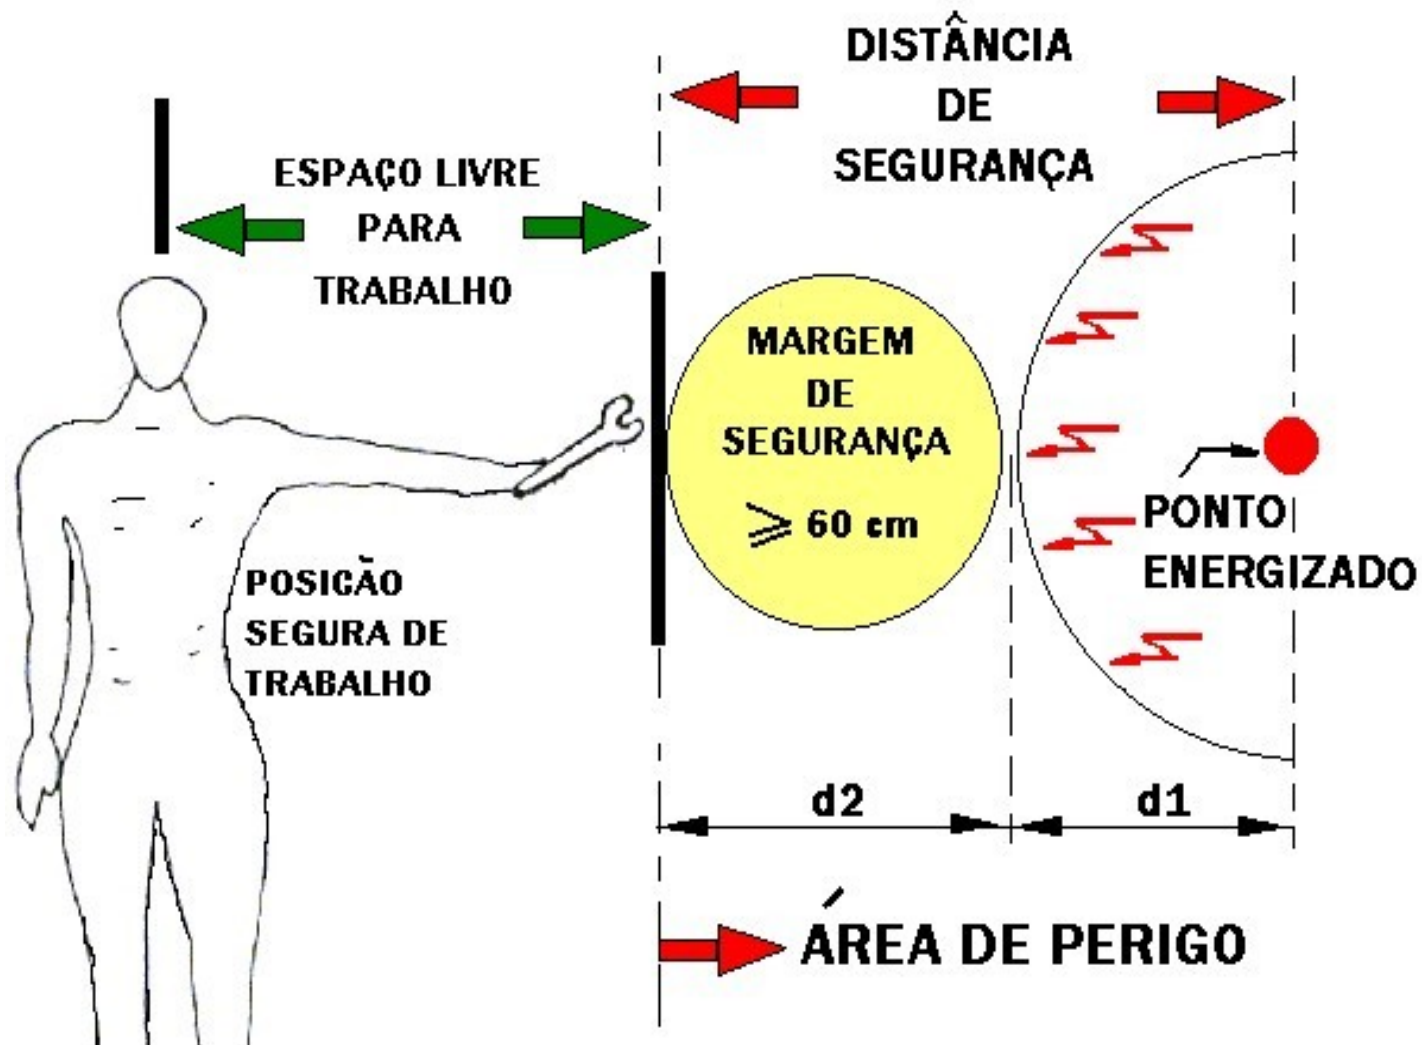 DISTÂNCIA
DE
SEGURANÇA
ESPAÇO LIVRE
PARA
TRABALHO
MARGEM
DE
SEGURANÇA
⩾ 60 cm
PONTO
ENERGIZADO
POSICÃO
SEGURA DE
TRABALHO
d2
d1
ÁREA DE PERIGO